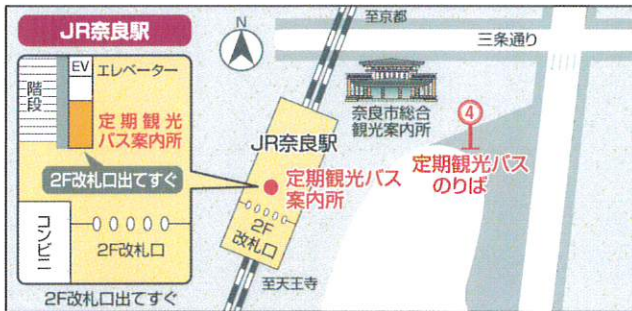 JR奈良駅
EV
エレベーター
階段
定期観光
バス案内所
2F改札口出てすぐ
コンビニ
2F改札口
2F改札口出てすぐ
N
至京都
三条通り
奈良市総合
観光案内所
JR奈良駅
定期観光バス
案内所
2F
改札口
至天王寺
④
定期観光バス
のりば